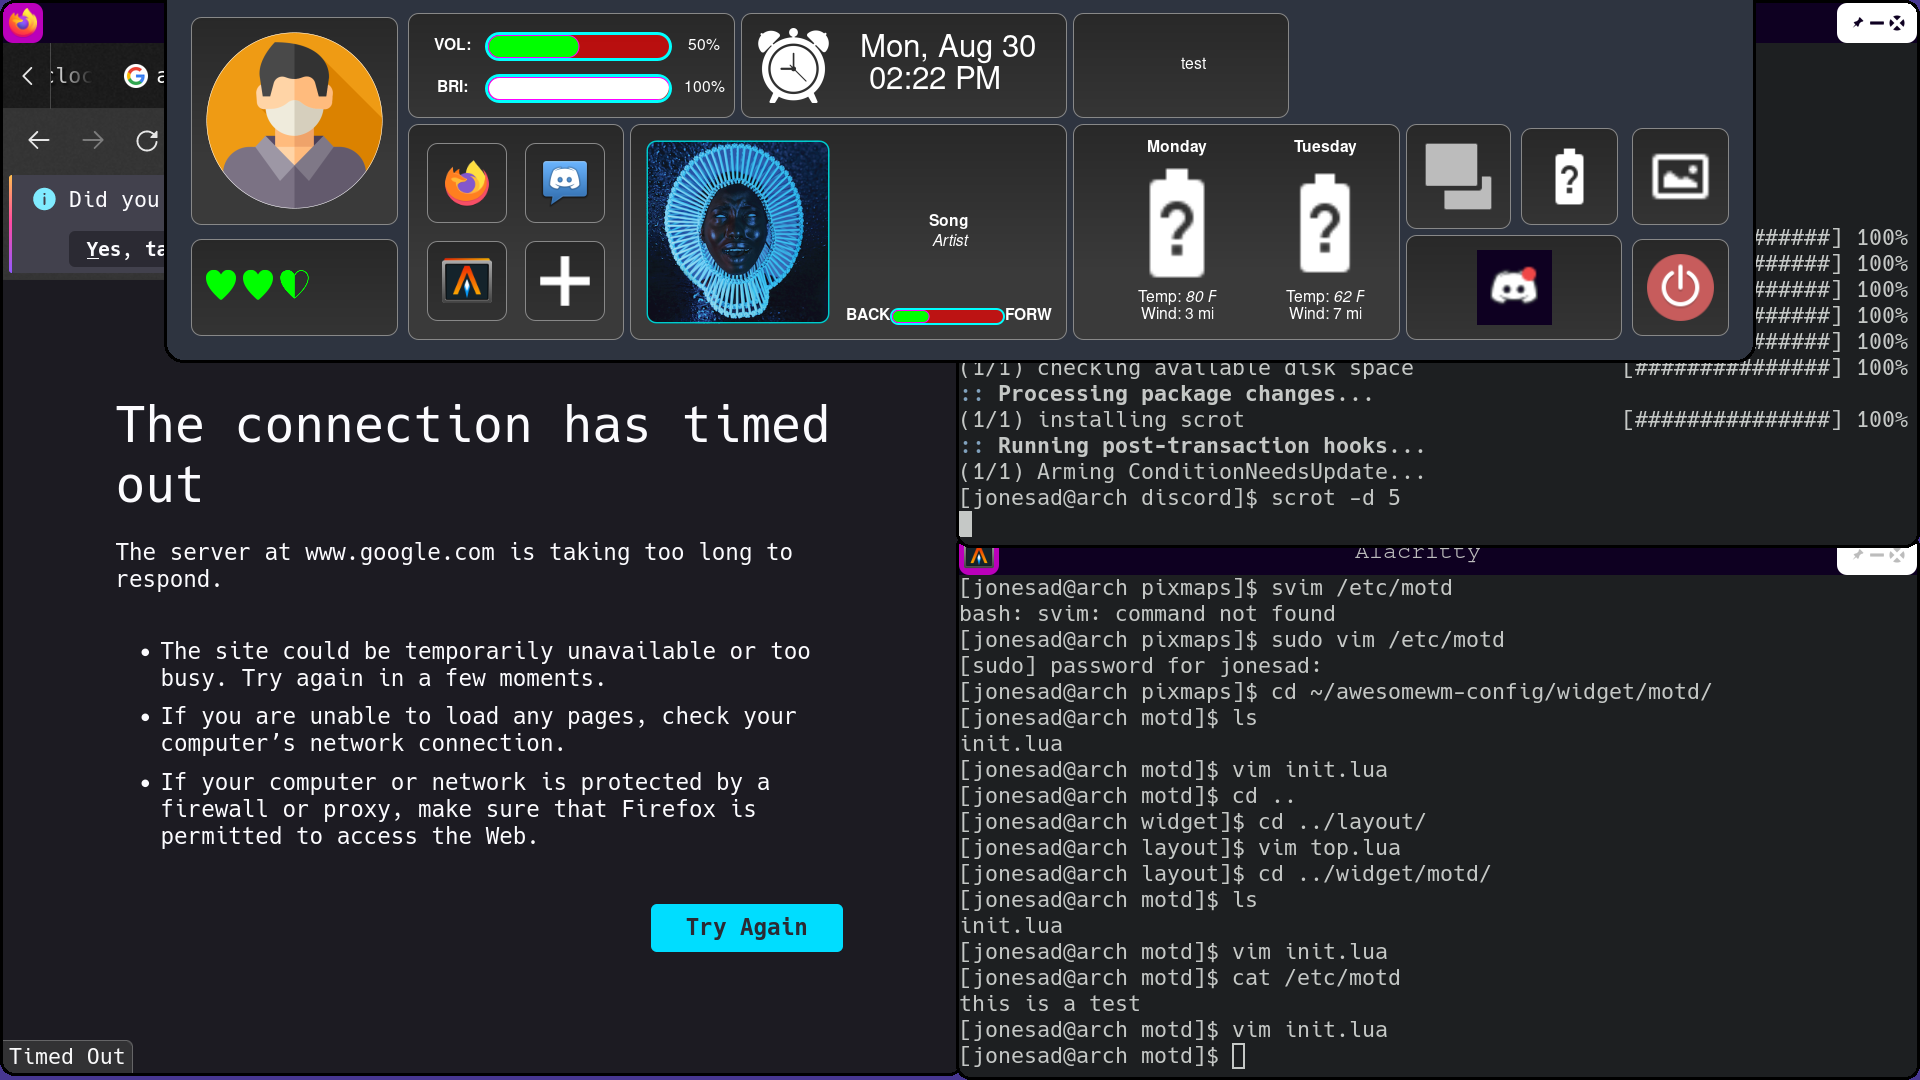 VOL:
50%
BRI:
100%
Mon, Aug 30
02:22 PM
test
Song
Artist
BACK
FORW
Monday
Tuesday
?
?
Temp: 80 F
Wind: 3 mi
Temp: 62 F
Wind: 7 mi
?
Did you
Yes, ta
The connection has timed
out
The server at www.google.com is taking too long to
respond.
• The site could be temporarily unavailable or too
busy. Try again in a few moments.
• If you are unable to load any pages, check your
computer’s network connection.
• If your computer or network is protected by a
firewall or proxy, make sure that Firefox is
permitted to access the Web.
Try Again
Timed Out
######] 100%
######] 100%
######] 100%
######] 100%
######] 100%
(1/1) checking available disk space [###############] 100%
:: Processing package changes...
(1/1) installing scrot [###############] 100%
:: Running post-transaction hooks...
(1/1) Arming ConditionNeedsUpdate...
[jonesad@arch discord]$ scrot -d 5
Alacritty
[jonesad@arch pixmaps]$ svim /etc/motd
bash: svim: command not found
[jonesad@arch pixmaps]$ sudo vim /etc/motd
[sudo] password for jonesad:
[jonesad@arch pixmaps]$ cd ~/awesomewm-config/widget/motd/
[jonesad@arch motd]$ ls
init.lua
[jonesad@arch motd]$ vim init.lua
[jonesad@arch motd]$ cd ..
[jonesad@arch widget]$ cd ../layout/
[jonesad@arch layout]$ vim top.lua
[jonesad@arch layout]$ cd ../widget/motd/
[jonesad@arch motd]$ ls
init.lua
[jonesad@arch motd]$ vim init.lua
[jonesad@arch motd]$ cat /etc/motd
this is a test
[jonesad@arch motd]$ vim init.lua
[jonesad@arch motd]$